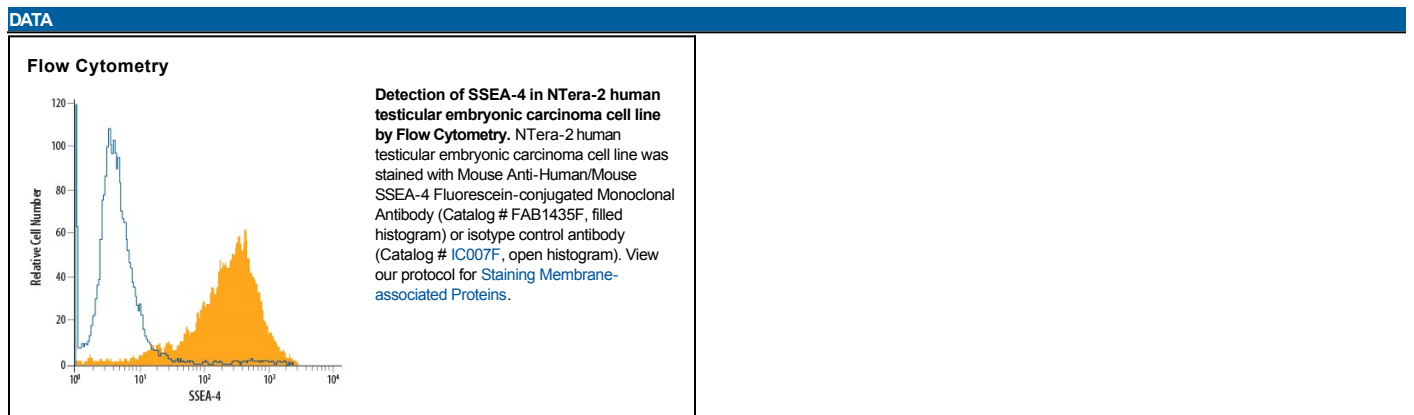 DATA
Flow Cytometry
120
100
80
60
40
20
0
Relative Cell Number
10⁰ 10¹ 10² 10³ 10⁴
SSEA-4
Detection of SSEA-4 in NTera-2 human
testicular embryonic carcinoma cell line
by Flow Cytometry. NTera-2 human
testicular embryonic carcinoma cell line was
stained with Mouse Anti-Human/Mouse
SSEA-4 Fluorescein-conjugated Monoclonal
Antibody (Catalog # FAB1435F, filled
histogram) or isotype control antibody
(Catalog # IC007F, open histogram). View
our protocol for Staining Membrane-
associated Proteins.